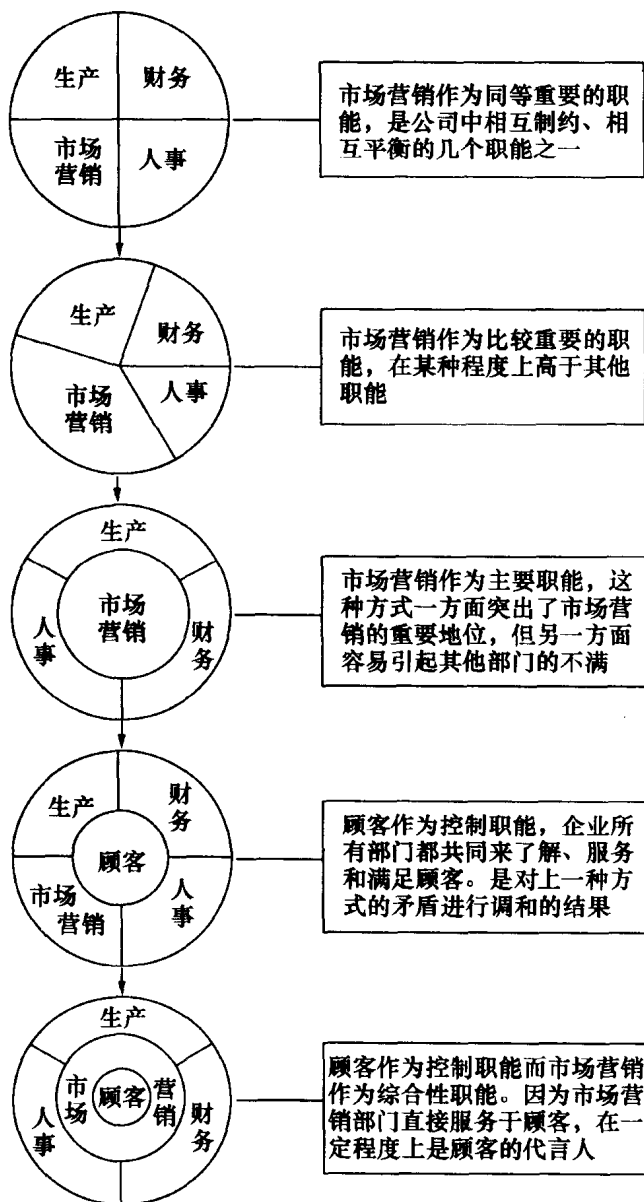 生产
财务
市场
营销
人事
市场营销作为同等重要的职
能，是公司中相互制约、相
互平衡的几个职能之一
生产
财务
人事
市场
营销
市场营销作为比较重要的职
能，在某种程度上高于其他
职能
生产
市场
营销
人事
财务
市场营销作为主要职能，这
种方式一方面突出了市场营
销的重要地位，但另一方面
容易引起其他部门的不满
生产
财务
顾客
市场
营销
人事
顾客作为控制职能，企业所
有部门都共同来了解、服务
和满足顾客。是对上一种方
式的矛盾进行调和的结果
生产
市场
顾客
营销
人事
财务
顾客作为控制职能而市场营销
作为综合性职能。因为市场营
销部门直接服务于顾客，在一
定程度上是顾客的代言人